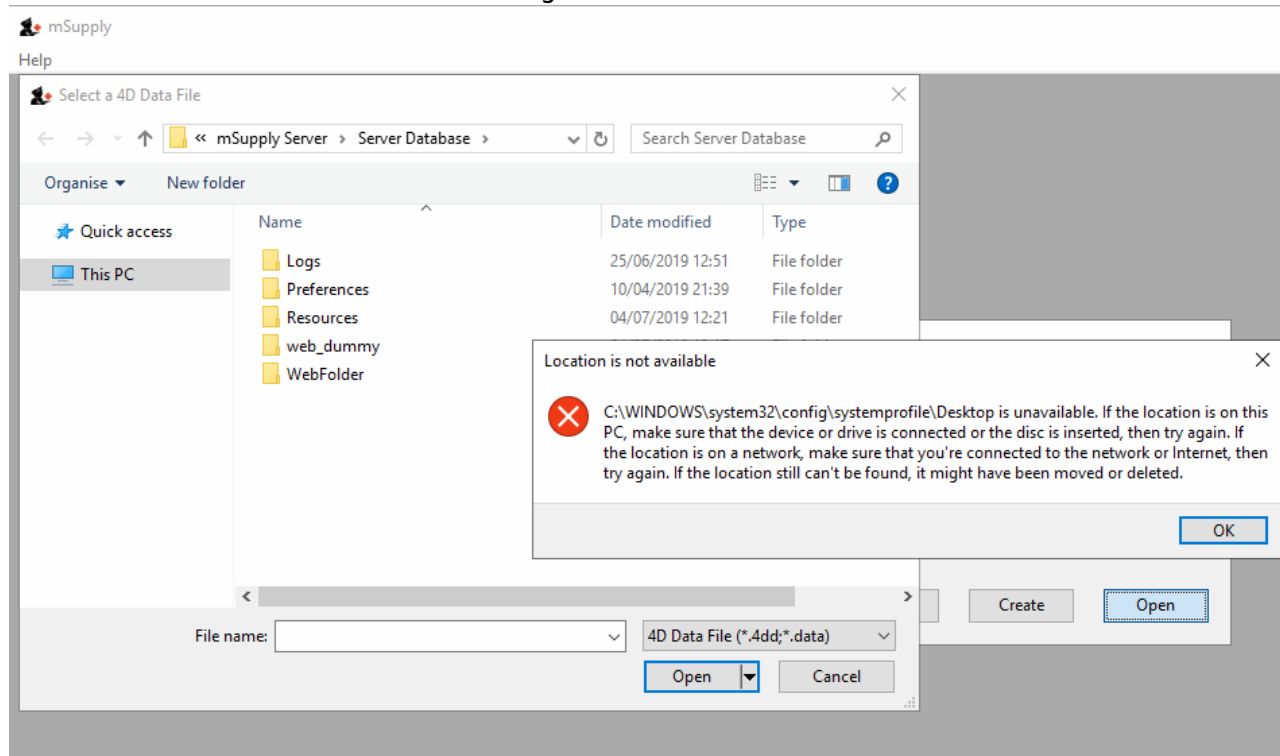 mSupply
Help
Select a 4D Data File
« mSupply Server › Server Database ›
Search Server Database
Organise
New folder
Quick access
This PC
Name Date modified Type
Logs 25/06/2019 12:51 File folder
Preferences 10/04/2019 21:39 File folder
Resources 04/07/2019 12:21 File folder
web_dummy
WebFolder
Location is not available
C:\WINDOWS\system32\config\systemprofile\Desktop is unavailable. If the location is on this
PC, make sure that the device or drive is connected or the disc is inserted, then try again. If
the location is on a network, make sure that you're connected to the network or Internet, then
try again. If the location still can't be found, it might have been moved or deleted.
OK
Create
Open
File name:
4D Data File (*.4dd;*.data)
Open
Cancel